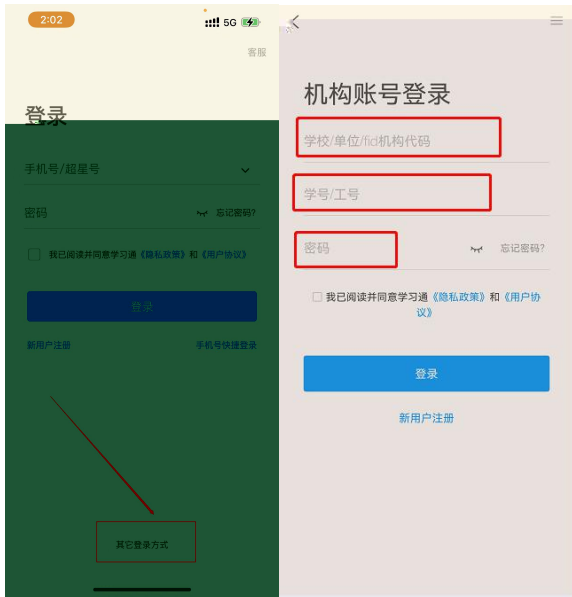 2:02
5G
客服
登录
手机号/超星号
密码
忘记密码?
我已阅读并同意学习通《隐私政策》和《用户协议》
登录
新用户注册
手机号快捷登录
其它登录方式
机构账号登录
学校/单位/fid机构代码
学号/工号
密码
忘记密码?
我已阅读并同意学习通《隐私政策》和《用户协
议》
登录
新用户注册